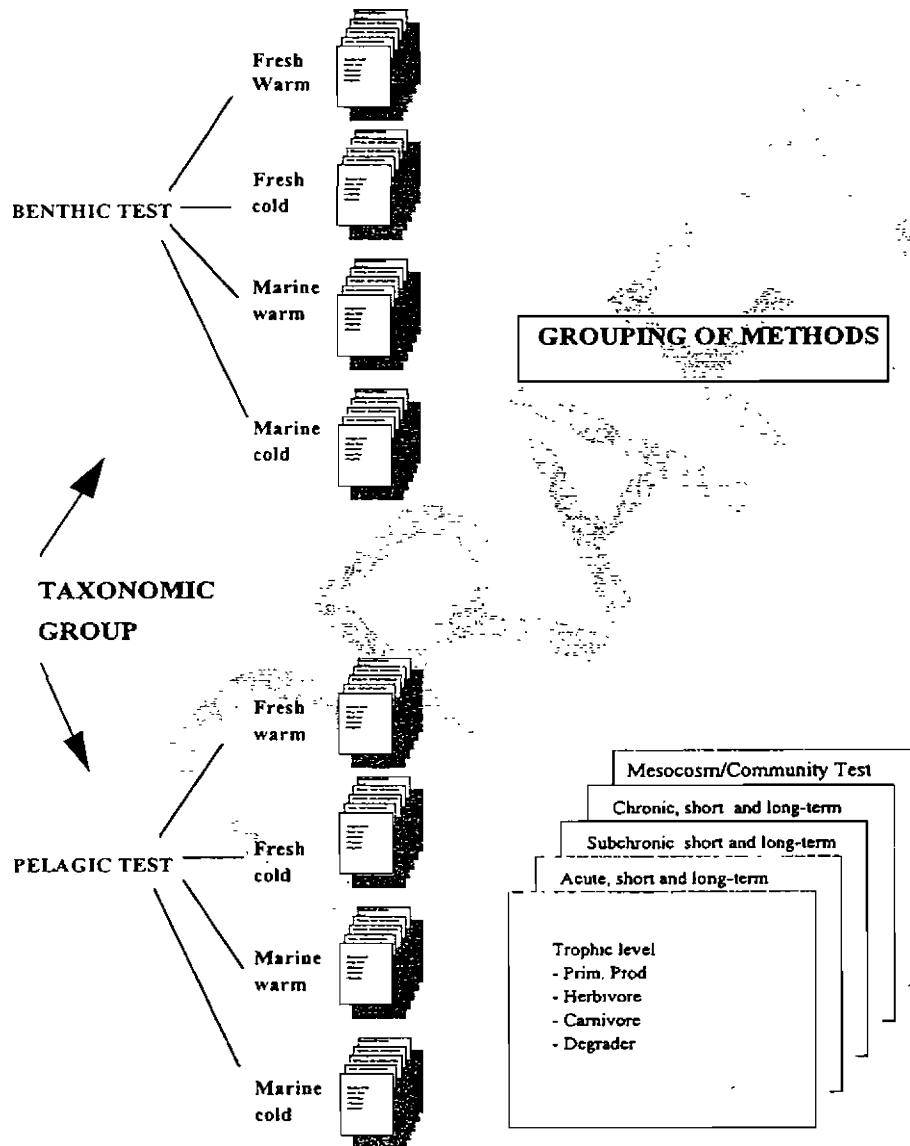 Fresh
Warm
Fresh
cold
BENTHIC TEST
Marine
warm
GROUPING OF METHODS
Marine
cold
TAXONOMIC
GROUP
Fresh
warm
Mesocosm/Community Test
Chronic, short and long-term
Subchronic short and long-term
Acute, short and long-term
Fresh
cold
PELAGIC TEST
Trophic level
- Prim. Prod
- Herbivore
- Carnivore
- Degrader
Marine
warm
Marine
cold